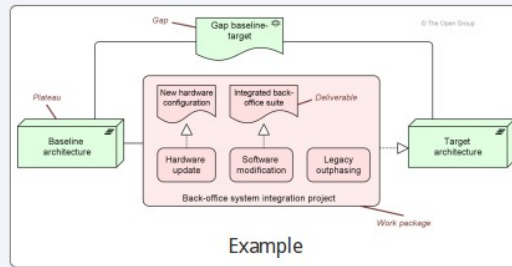 Gap
Gap baseline-
target
© The Open Group
Plateau
New hardware
configuration
Integrated back-
office suite
Deliverable
Baseline
architecture
Hardware
update
Software
modification
Legacy
outphasing
Target
architecture
Back-office system integration project
Work package
Example